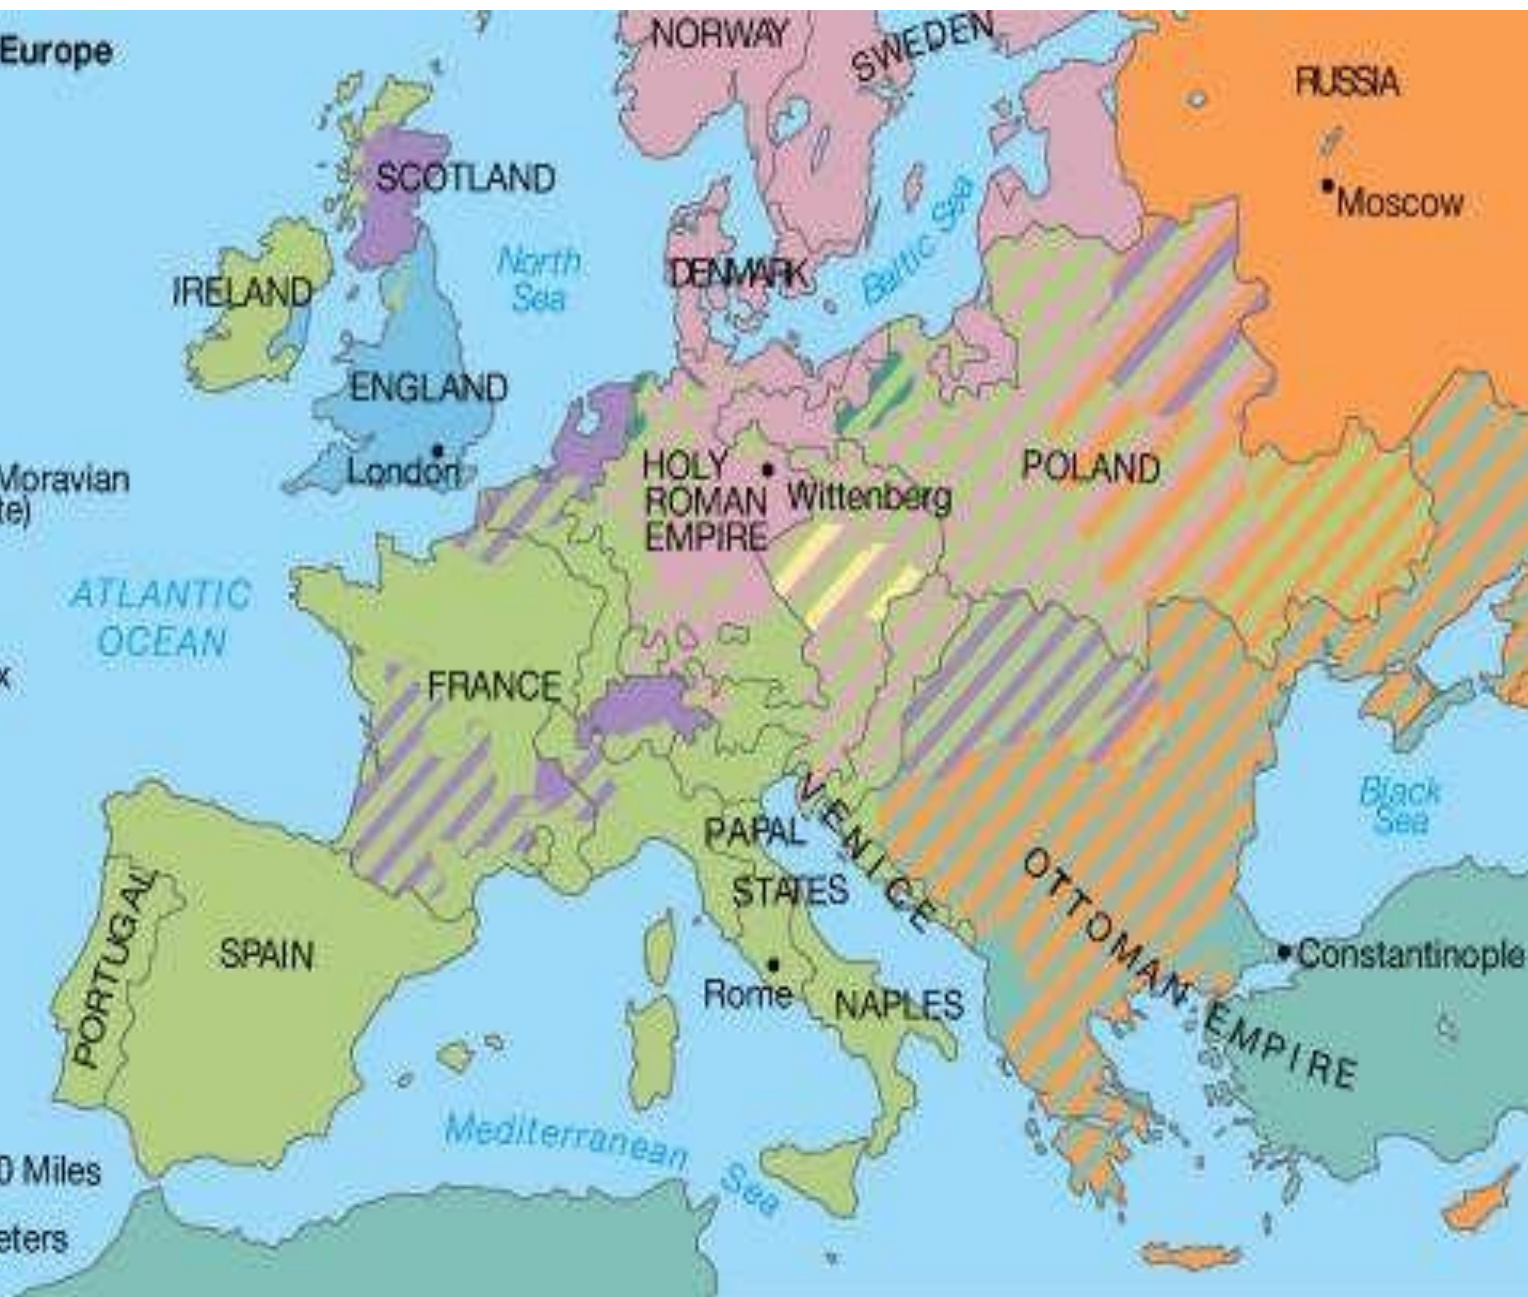 Europe
NORWAY
SWEDEN
RUSSIA
Moscow
SCOTLAND
North
Sea
Baltic Sea
DENMARK
IRELAND
ENGLAND
London
Moravian
te)
HOLY
ROMAN
EMPIRE
Wittenberg
POLAND
ATLANTIC
OCEAN
x
FRANCE
VENICE
Black
Sea
PAPAL
STATES
OTTOMAN EMPIRE
PORTUGAL
SPAIN
Constantinople
Rome
NAPLES
Mediterranean Sea
0 Miles
eters